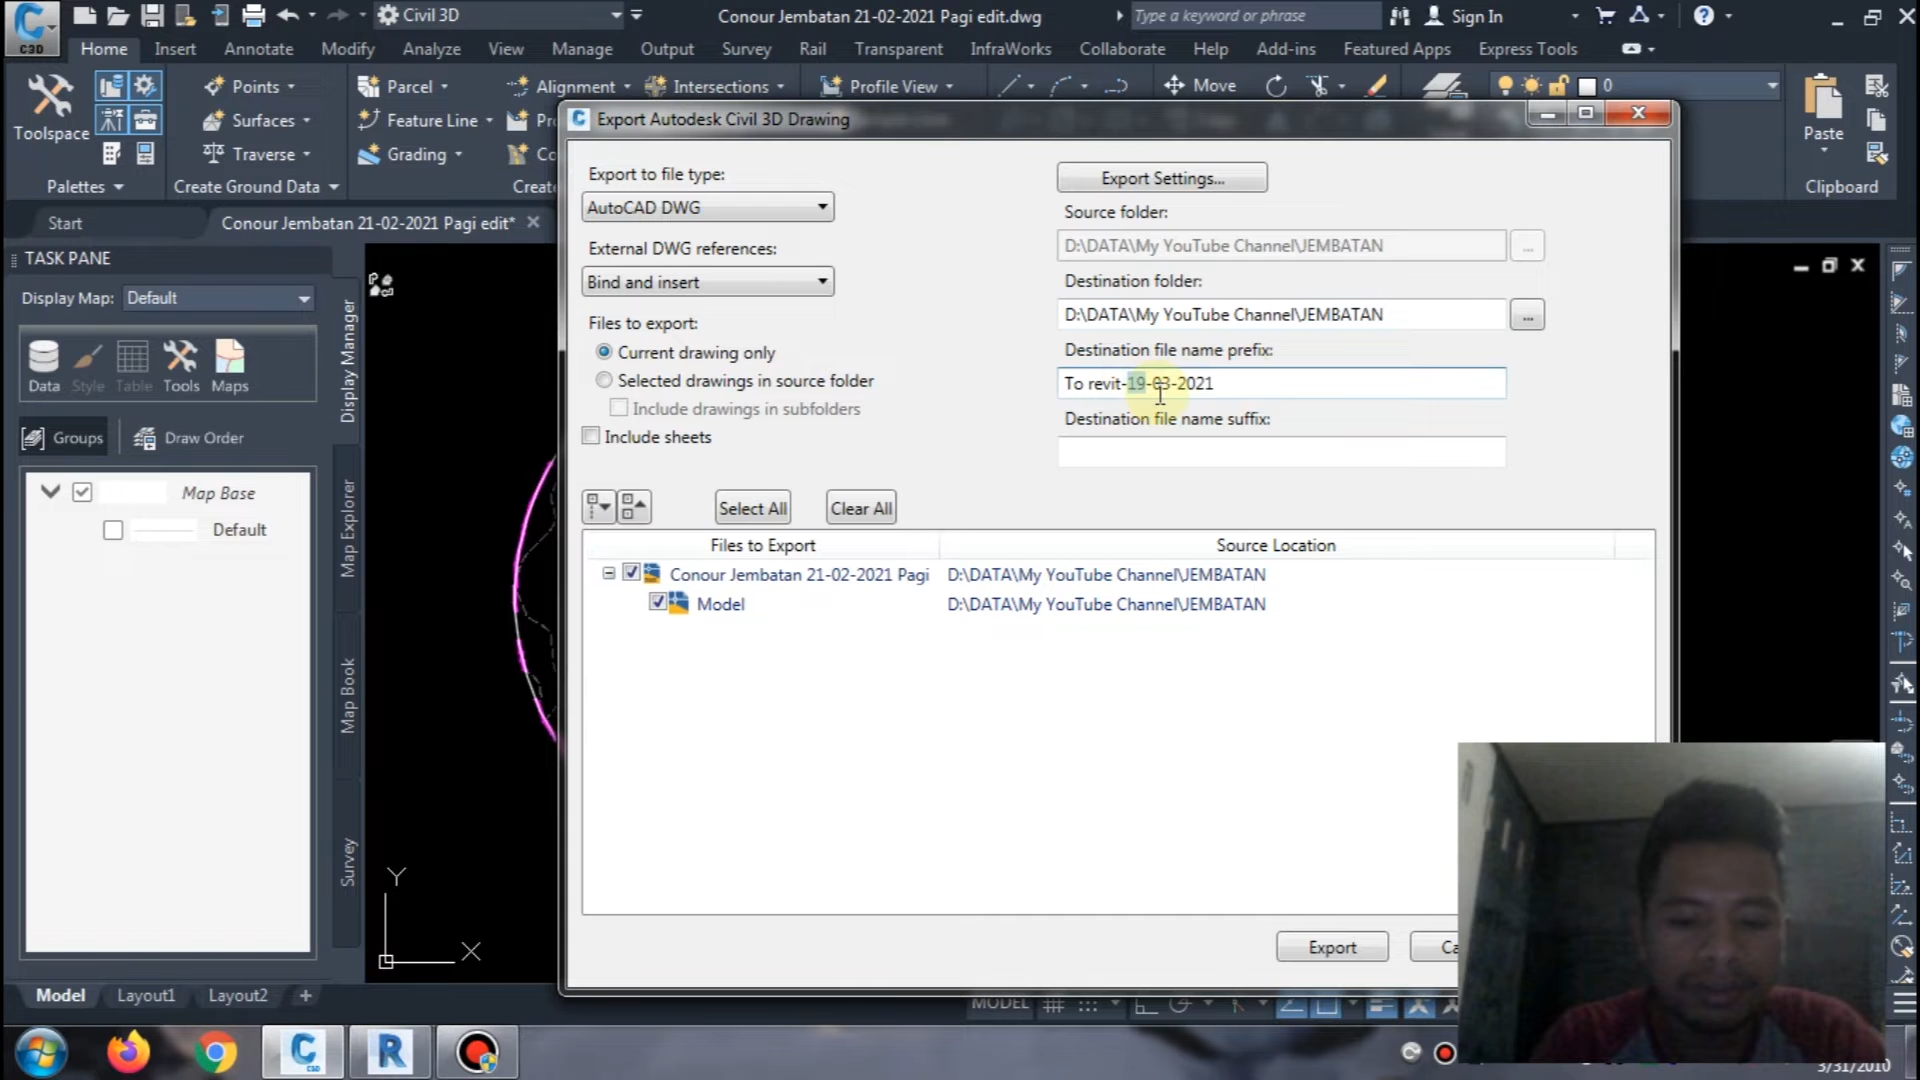 C3D
Civil 3D
Conour Jembatan 21-02-2021 Pagi edit.dwg
Type a keyword or phrase
Sign In
Home
Insert
Annotate
Modify
Analyze
View
Manage
Output
Survey
Rail
Transparent
InfraWorks
Collaborate
Help
Add-ins
Featured Apps
Express Tools
Toolspace
Points
Surfaces
Traverse
Parcel
Feature Line
Grading
Alignment
Intersections
Profile View
Move
0
Paste
Palettes
Create Ground Data
Clipboard
Start
Conour Jembatan 21-02-2021 Pagi edit*
TASK PANE
Display Map:
Default
Data
Style
Table
Tools
Maps
Groups
Draw Order
Map Base
Default
Display Manager
Map Explorer
Map Book
Survey
Export Autodesk Civil 3D Drawing
Export to file type:
AutoCAD DWG
External DWG references:
Bind and insert
Files to export:
Current drawing only
Selected drawings in source folder
Include drawings in subfolders
Include sheets
Export Settings...
Source folder:
D:\DATA\My YouTube Channel\JEMBATAN
...
Destination folder:
D:\DATA\My YouTube Channel\JEMBATAN
...
Destination file name prefix:
To revit-19-03-2021
Destination file name suffix:
Select All
Clear All
Files to Export
Source Location
Conour Jembatan 21-02-2021 Pagi
D:\DATA\My YouTube Channel\JEMBATAN
Model
D:\DATA\My YouTube Channel\JEMBATAN
Export
Y
X
Model
Layout1
Layout2
+
MODEL
C
C3D
R
3/31/2010